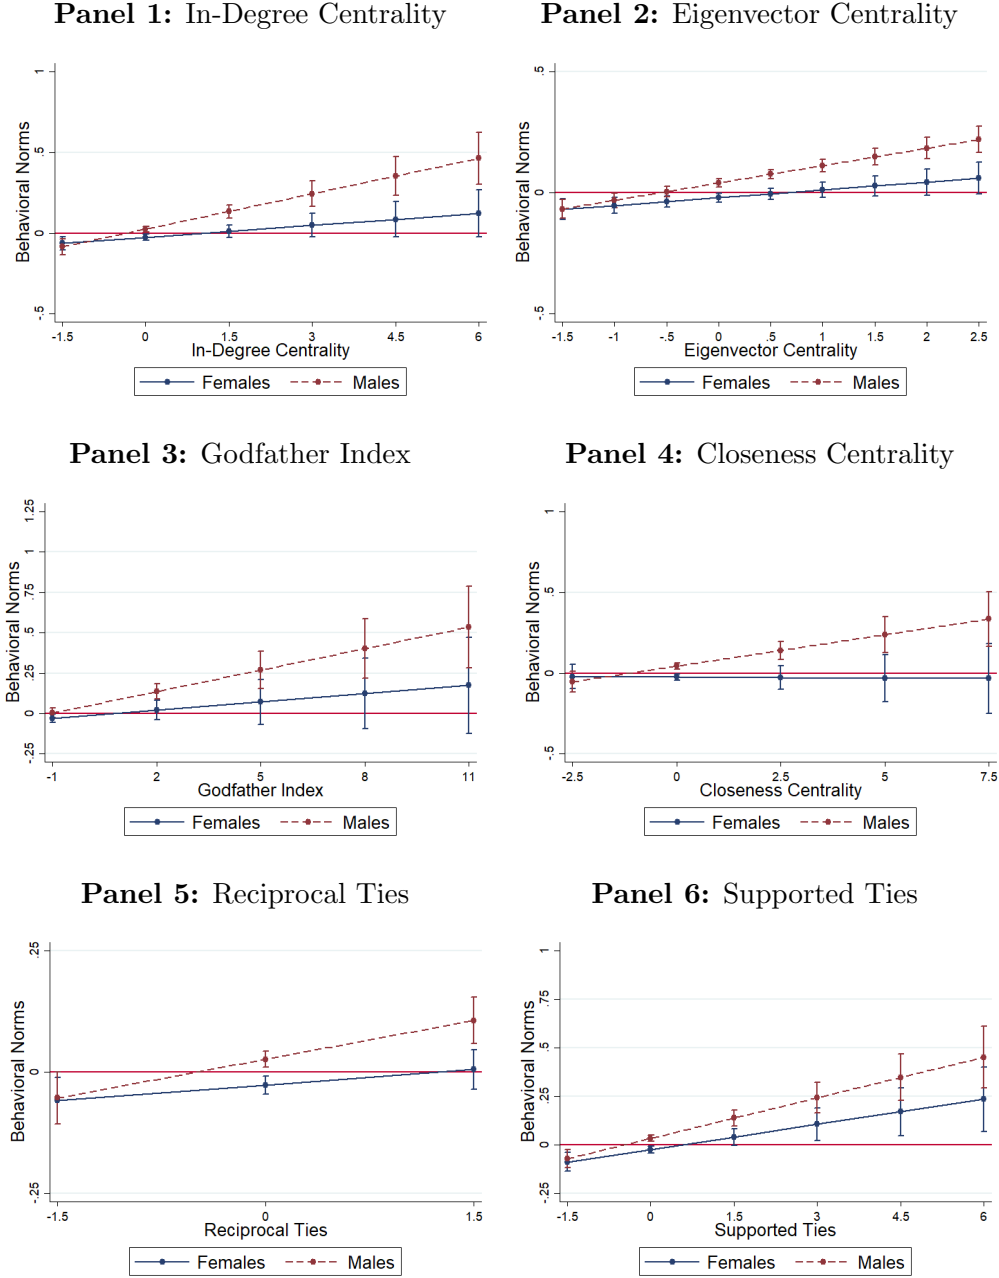 Panel 1: In-Degree Centrality
Behavioral Norms
1
.5
0
-.5
-1.5 0 1.5 3 4.5 6
In-Degree Centrality
Females Males
Panel 2: Eigenvector Centrality
Behavioral Norms
.5
0
-.5
-1.5 -1 -.5 0 .5 1 1.5 2 2.5
Eigenvector Centrality
Females Males
Panel 3: Godfather Index
Behavioral Norms
1.25
1
.75
.5
.25
0
-.25
-1 2 5 8 11
Godfather Index
Females Males
Panel 4: Closeness Centrality
Behavioral Norms
1
.5
0
-.5
-2.5 0 2.5 5 7.5
Closeness Centrality
Females Males
Panel 5: Reciprocal Ties
Behavioral Norms
.25
0
-.25
-1.5 0 1.5
Reciprocal Ties
Females Males
Panel 6: Supported Ties
Behavioral Norms
1
.75
.5
.25
0
-.25
-1.5 0 1.5 3 4.5 6
Supported Ties
Females Males